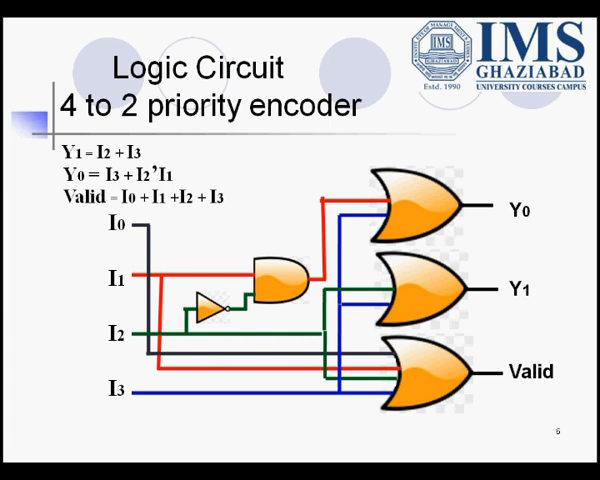 Logic Circuit
4 to 2 priority encoder
IMS
GHAZIABAD
UNIVERSITY COURSES CAMPUS
IMS
Estd. 1990
Y1 = I2 + I3
Y0 = I3 + I2’I1
Valid = I0 + I1 +I2 + I3
I0
I1
I2
I3
Y0
Y1
Valid
6